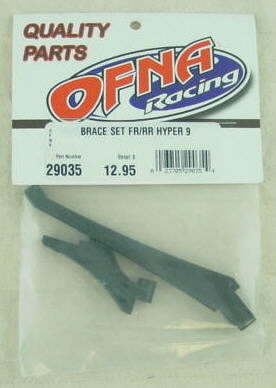 QUALITY
PARTS
OFNA
Racing
BRACE SET FR/RR HYPER 9
Part Number
Retail $
29035
12.95